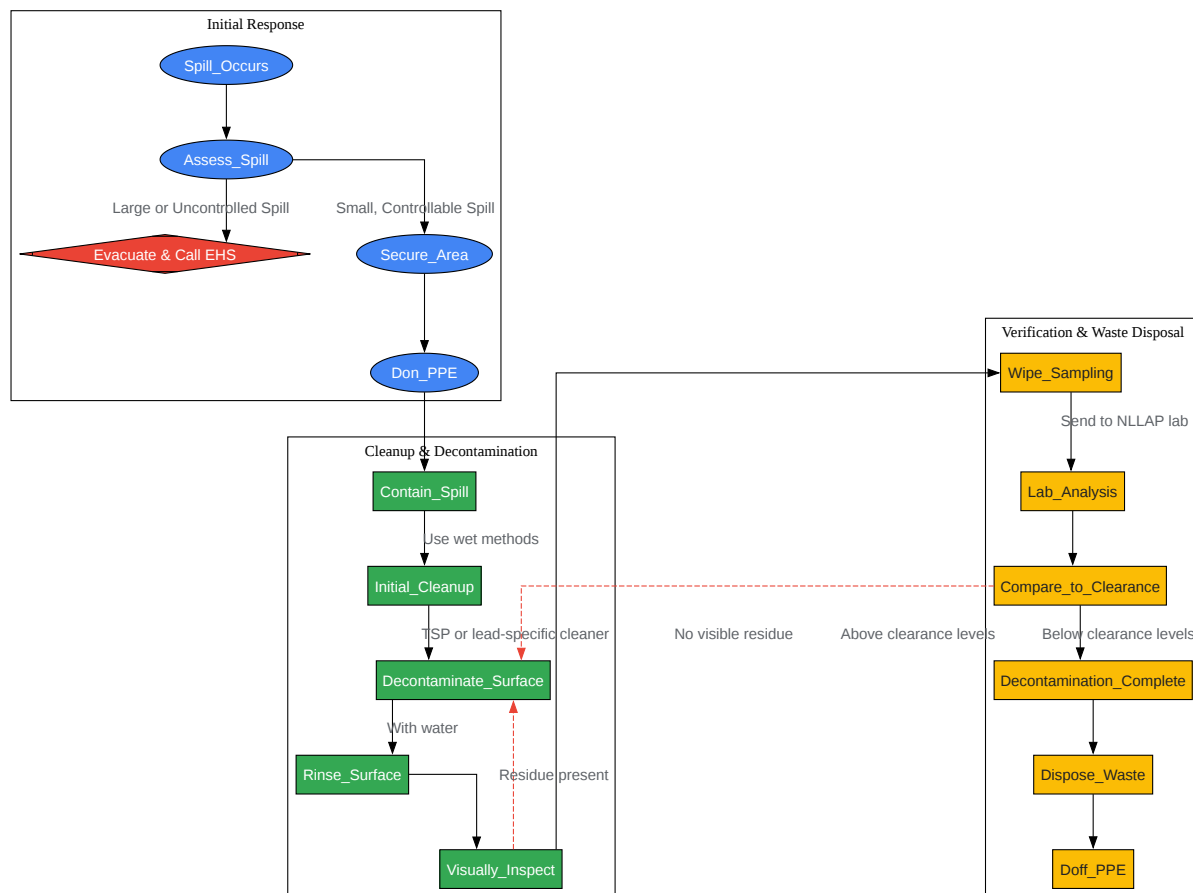 Initial Response
Spill_Occurs
Assess_Spill
Large or Uncontrolled Spill
Small, Controllable Spill
Evacuate & Call EHS
Secure_Area
Don_PPE
Cleanup & Decontamination
Contain_Spill
Use wet methods
Initial_Cleanup
TSP or lead-specific cleaner
Decontaminate_Surface
With water
Rinse_Surface
Residue present
Visually_Inspect
No visible residue
Verification & Waste Disposal
Wipe_Sampling
Send to NLLAP lab
Lab_Analysis
Compare_to_Clearance
Above clearance levels
Below clearance levels
Decontamination_Complete
Dispose_Waste
Doff_PPE